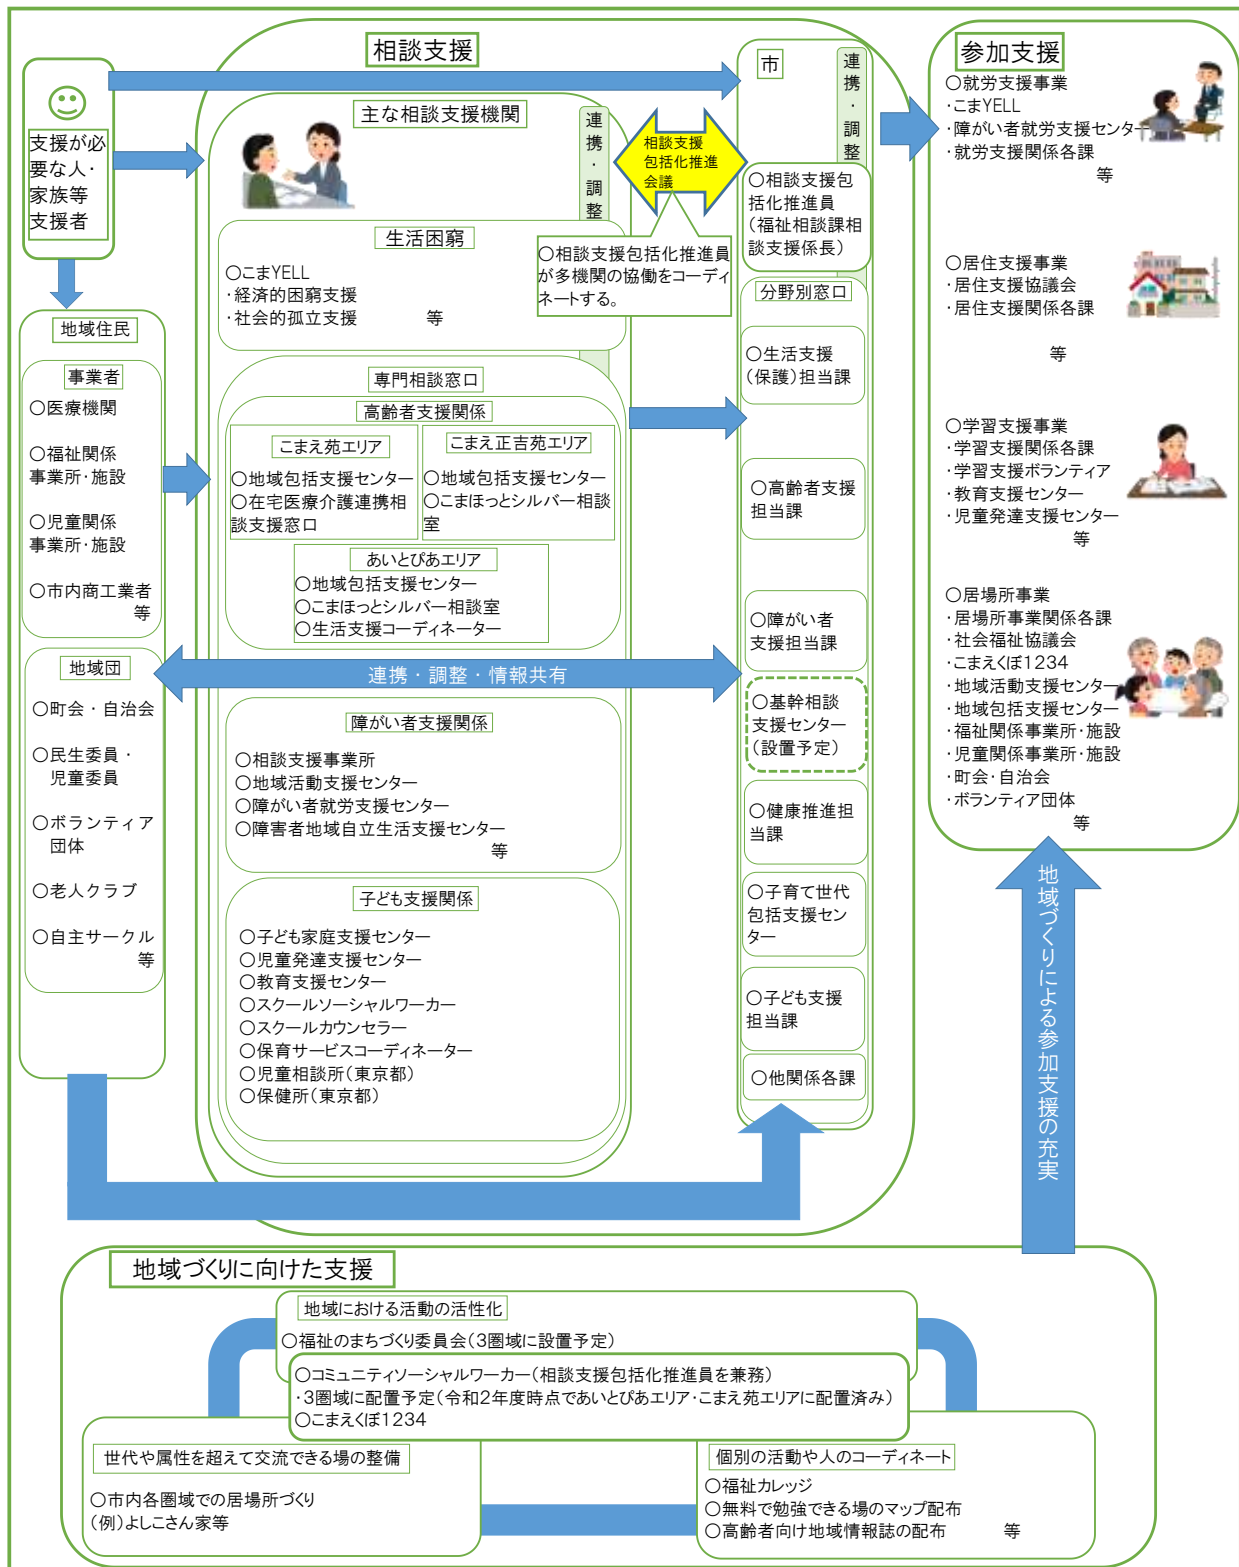 相談支援
支援が必
要な人・
家族等
支援者
主な相談支援機関
連携・調整
相談支援
包括化推進
会議
○相談支援包括化推進員
が多機関の協働をコーディ
ネートする。
生活困窮
○こまYELL
・経済的困窮支援
・社会的孤立支援　　　　　等
専門相談窓口
高齢者支援関係
こまえ苑エリア
○地域包括支援センター
○在宅医療介護連携相
談支援窓口
こまえ正吉苑エリア
○地域包括支援センター
○こまほっとシルバー相談
室
あいとぴあエリア
○地域包括支援センター
○こまほっとシルバー相談室
○生活支援コーディネーター
連携・調整・情報共有
障がい者支援関係
○相談支援事業所
○地域活動支援センター
○障がい者就労支援センター
○障害者地域自立生活支援センター
等
子ども支援関係
○子ども家庭支援センター
○児童発達支援センター
○教育支援センター
○スクールソーシャルワーカー
○スクールカウンセラー
○保育サービスコーディネーター
○児童相談所（東京都）
○保健所（東京都）
地域住民
事業者
○医療機関
○福祉関係
事業所・施設
○児童関係
事業所・施設
○市内商工業者
等
地域団
○町会・自治会
○民生委員・
児童委員
○ボランティア
団体
○老人クラブ
○自主サークル
等
市
連携・調整
○相談支援包
括化推進員
（福祉相談課相
談支援係長）
分野別窓口
○生活支援
（保護）担当課
○高齢者支援
担当課
○障がい者
支援担当課
○基幹相談
支援センター
（設置予定）
○健康推進担
当課
○子育て世代
包括支援セン
ター
○子ども支援
担当課
○他関係各課
参加支援
○就労支援事業
・こまYELL
・障がい者就労支援センター
・就労支援関係各課
等
○居住支援事業
・居住支援協議会
・居住支援関係各課
等
○学習支援事業
・学習支援関係各課
・学習支援ボランティア
・教育支援センター
・児童発達支援センター
等
○居場所事業
・居場所事業関係各課
・社会福祉協議会
・こまえくぼ1234
・地域活動支援センター
・地域包括支援センター
・福祉関係事業所・施設
・児童関係事業所・施設
・町会・自治会
・ボランティア団体
等
地域づくりによる参加支援の充実
地域づくりに向けた支援
地域における活動の活性化
○福祉のまちづくり委員会（3圏域に設置予定）
○コミュニティソーシャルワーカー（相談支援包括化推進員を兼務）
・3圏域に配置予定（令和2年度時点であいとぴあエリア・こまえ苑エリアに配置済み）
○こまえくぼ1234
世代や属性を超えて交流できる場の整備
○市内各圏域での居場所づくり
（例）よしこさん家等
個別の活動や人のコーディネート
○福祉カレッジ
○無料で勉強できる場のマップ配布
○高齢者向け地域情報誌の配布　　　　等